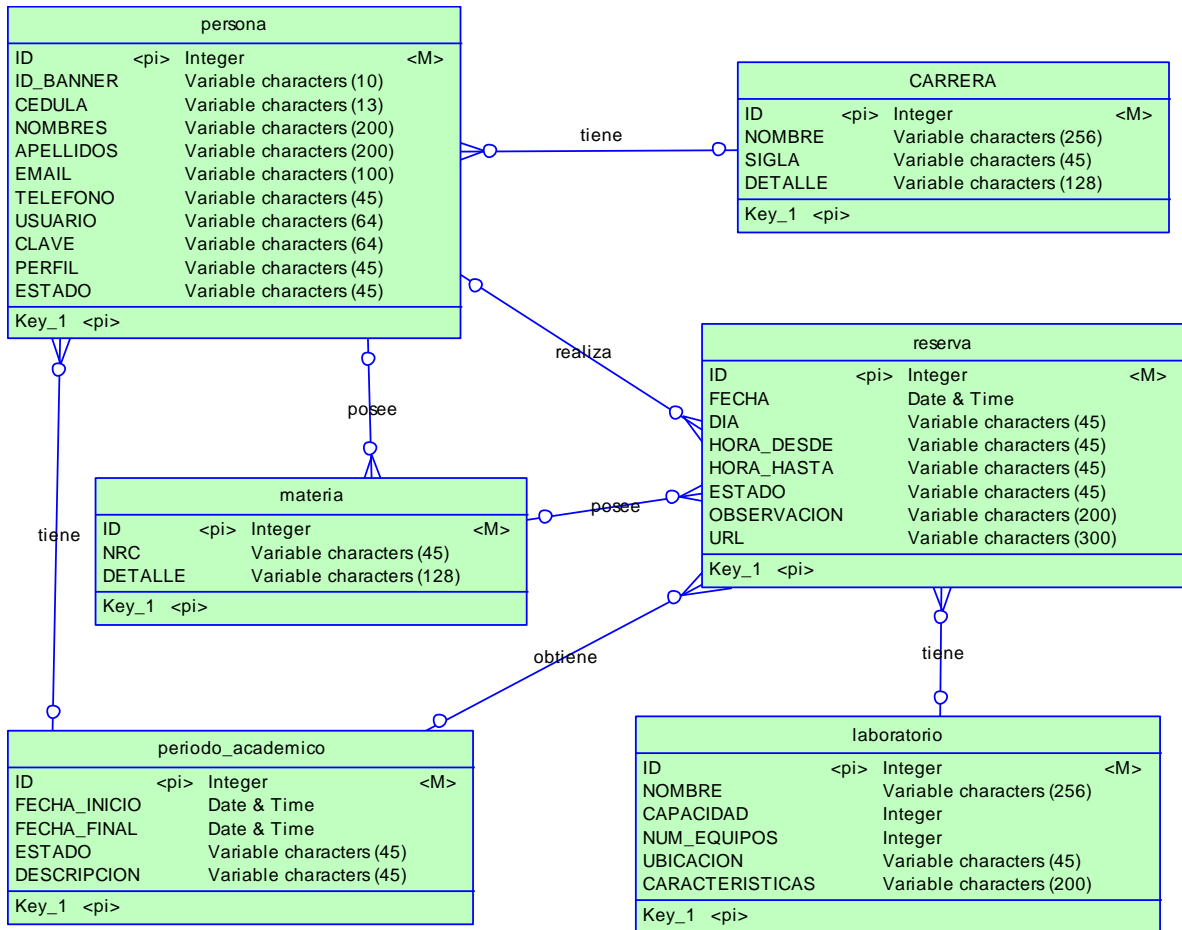 persona
ID <pi> Integer <M>
ID_BANNER Variable characters (10)
CEDULA Variable characters (13)
NOMBRES Variable characters (200)
APELLIDOS Variable characters (200)
EMAIL Variable characters (100)
TELEFONO Variable characters (45)
USUARIO Variable characters (64)
CLAVE Variable characters (64)
PERFIL Variable characters (45)
ESTADO Variable characters (45)
Key_1 <pi>
tiene
CARRERA
ID <pi> Integer <M>
NOMBRE Variable characters (256)
SIGLA Variable characters (45)
DETALLE Variable characters (128)
Key_1 <pi>
realiza
posee
reserva
ID <pi> Integer <M>
FECHA Date & Time
DIA Variable characters (45)
HORA_DESDE Variable characters (45)
HORA_HASTA Variable characters (45)
ESTADO Variable characters (45)
OBSERVACION Variable characters (200)
URL Variable characters (300)
Key_1 <pi>
tiene
materia
ID <pi> Integer <M>
NRC Variable characters (45)
DETALLE Variable characters (128)
Key_1 <pi>
posee
obtiene
tiene
periodo_academico
ID <pi> Integer <M>
FECHA_INICIO Date & Time
FECHA_FINAL Date & Time
ESTADO Variable characters (45)
DESCRIPCION Variable characters (45)
Key_1 <pi>
laboratorio
ID <pi> Integer <M>
NOMBRE Variable characters (256)
CAPACIDAD Integer
NUM_EQUIPOS Integer
UBICACION Variable characters (45)
CARACTERISTICAS Variable characters (200)
Key_1 <pi>